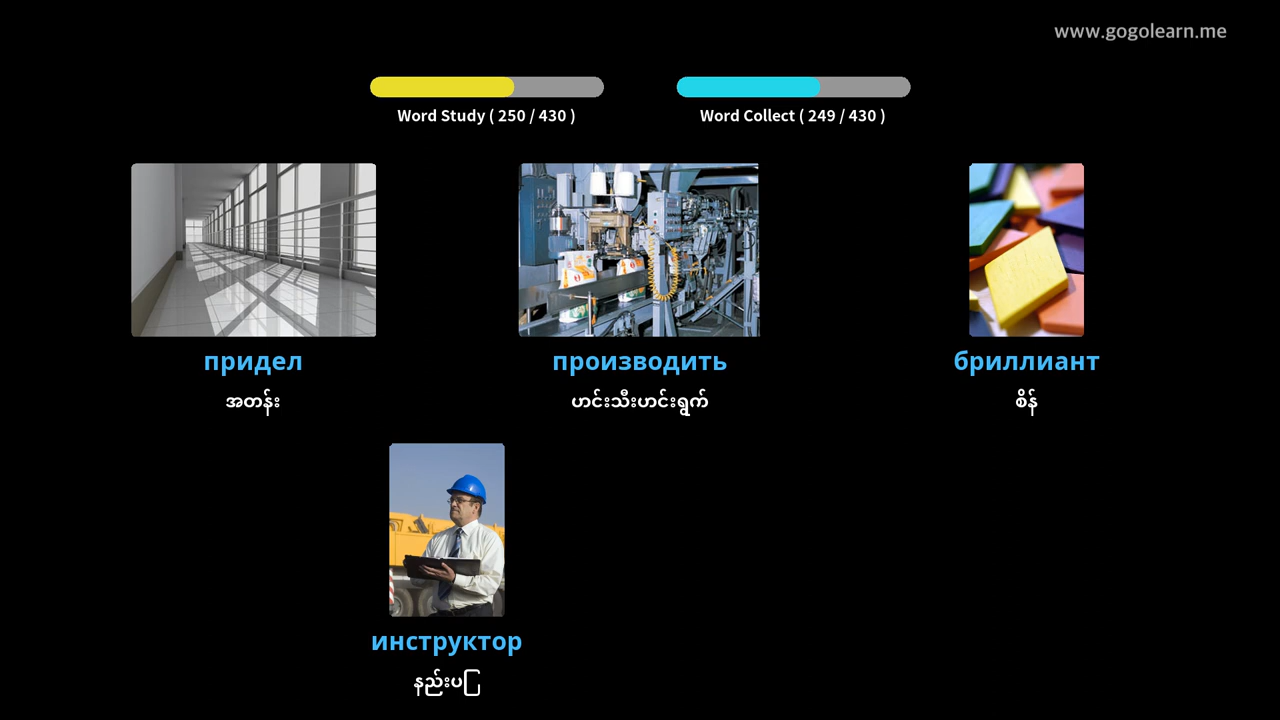 www.gogolearn.me
Word Study ( 250 / 430 )
Word Collect ( 249 / 430 )
придел
производить
бриллиант
အတန်း
ဟင်းသီးဟင်းရွက်
စိန်
инструктор
နည်းပြ